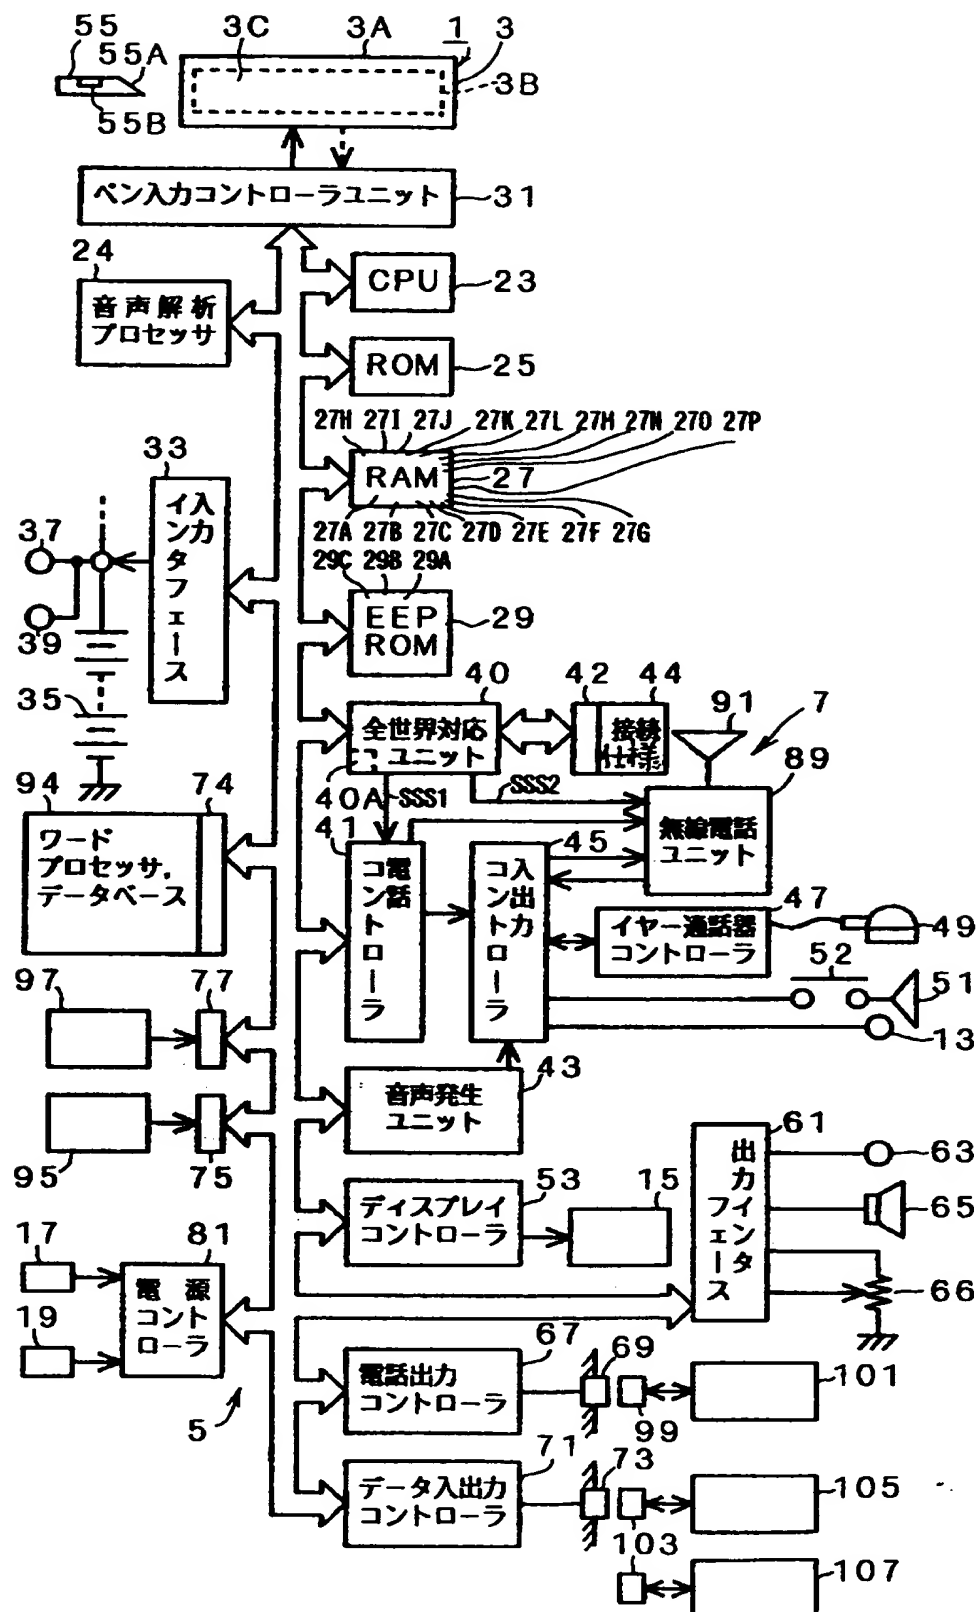 55
3C
3A
1
3
55A
3B
55B
ペン入力コントローラユニット
31
24
CPU
23
音声解析
プロセッサ
ROM
25
27H 27I 27J 27K 27L 27M 27N 27O 27P
33
RAM
27
入力
インタフェース
37
27A 27B 27C 27D 27E 27F 27G
29C 29B 29A
39
EEP
ROM
29
35
40
42
44
全世界対応
ユニット
接続
仕様
91
7
89
40A
SSS1
SSS2
94
74
41
45
無線電話
ユニット
ワード
プロセッサ,
データベース
電話
コントローラ
入出力
コントローラ
47
イヤー通話器
コントローラ
49
52
51
97
77
13
43
音声発生
ユニット
95
75
61
出力
インタフェース
63
53
15
ディスプレイ
コントローラ
65
17
81
電源
コント
ローラ
66
19
67
69
電話出力
コントローラ
101
5
99
71
73
データ入出力
コントローラ
105
103
107